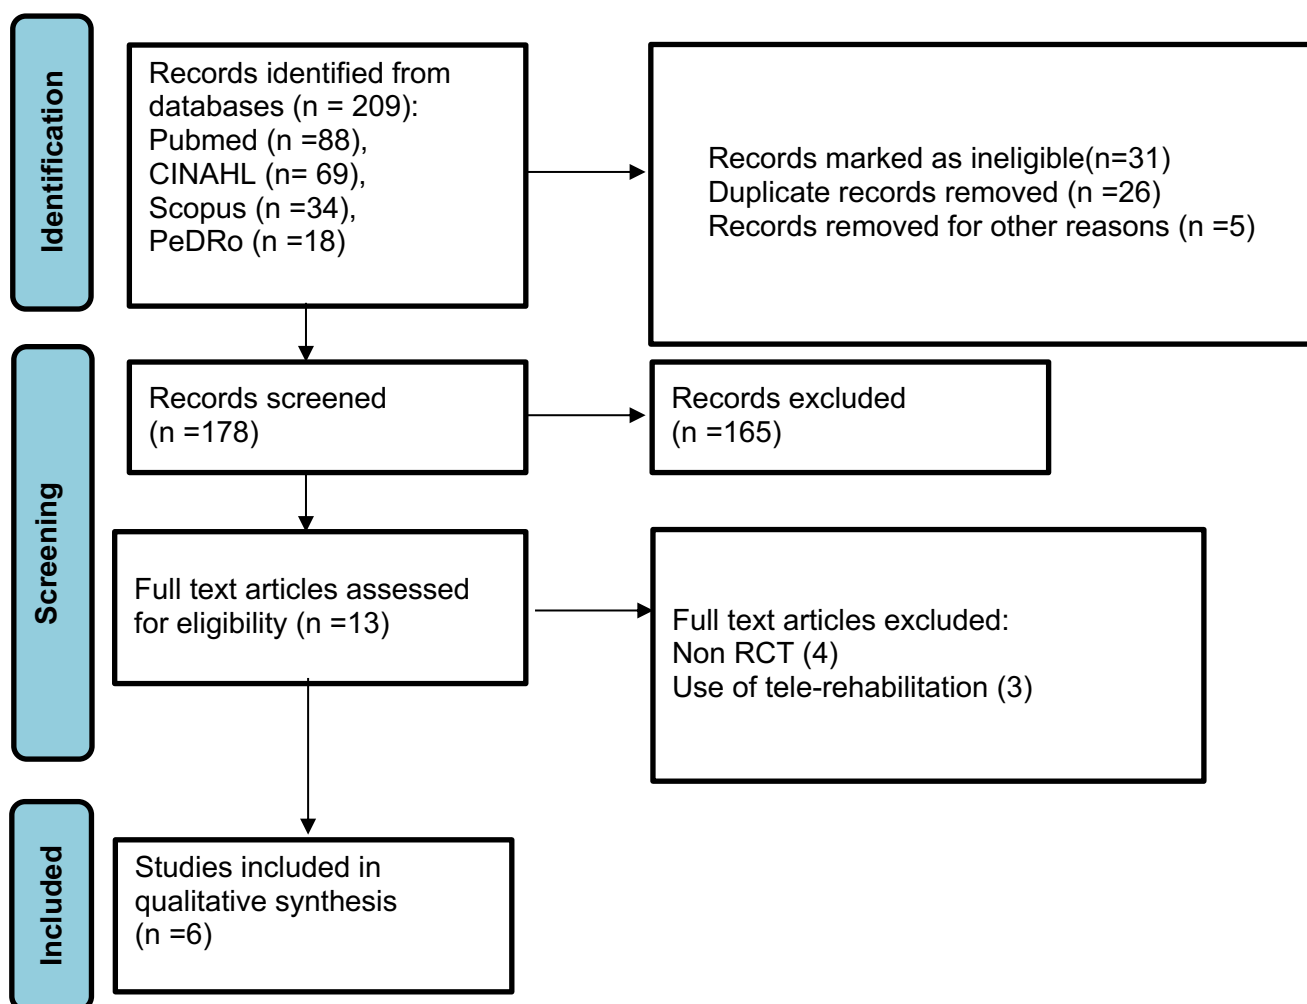 Identification
Records identified from
databases (n = 209):
Pubmed (n =88),
CINAHL (n= 69),
Scopus (n =34),
PeDRo (n =18)
Records marked as ineligible(n=31)
Duplicate records removed (n =26)
Records removed for other reasons (n =5)
Screening
Records screened
(n =178)
Records excluded
(n =165)
Full text articles assessed
for eligibility (n =13)
Full text articles excluded:
Non RCT (4)
Use of tele-rehabilitation (3)
Included
Studies included in
qualitative synthesis
(n =6)